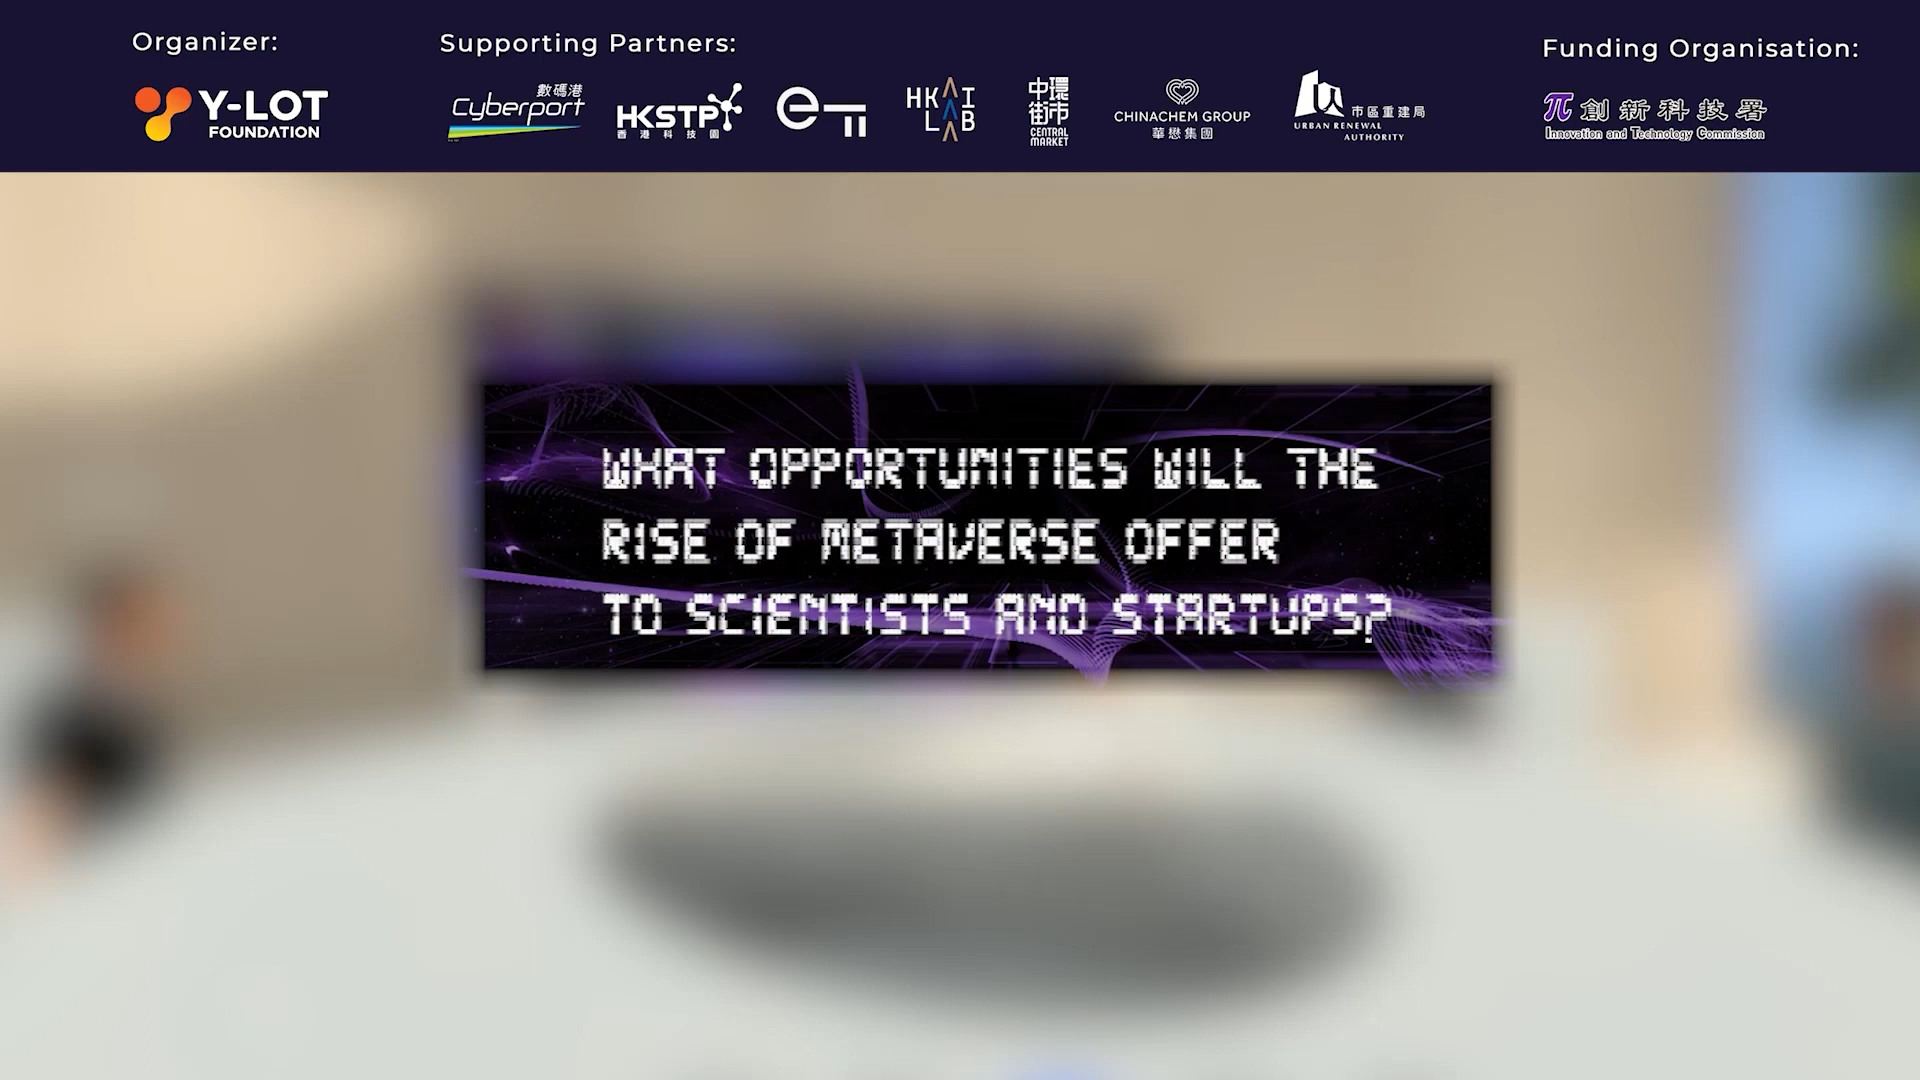 Organizer:
Y-LOT
FOUNDATION
Supporting Partners:
數碼港
Cyberport
HKSTP
香港科技園
HK AI
LAB
中環
街市
CENTRAL
MARKET
CHINACHEM GROUP
華懋集團
市區重建局
URBAN RENEWAL
AUTHORITY
Funding Organisation:
創新科技署
Innovation and Technology Commission
WHAT OPPORTUNITIES WILL THE
RISE OF METAVERSE OFFER
TO SCIENTISTS AND STARTUPS?